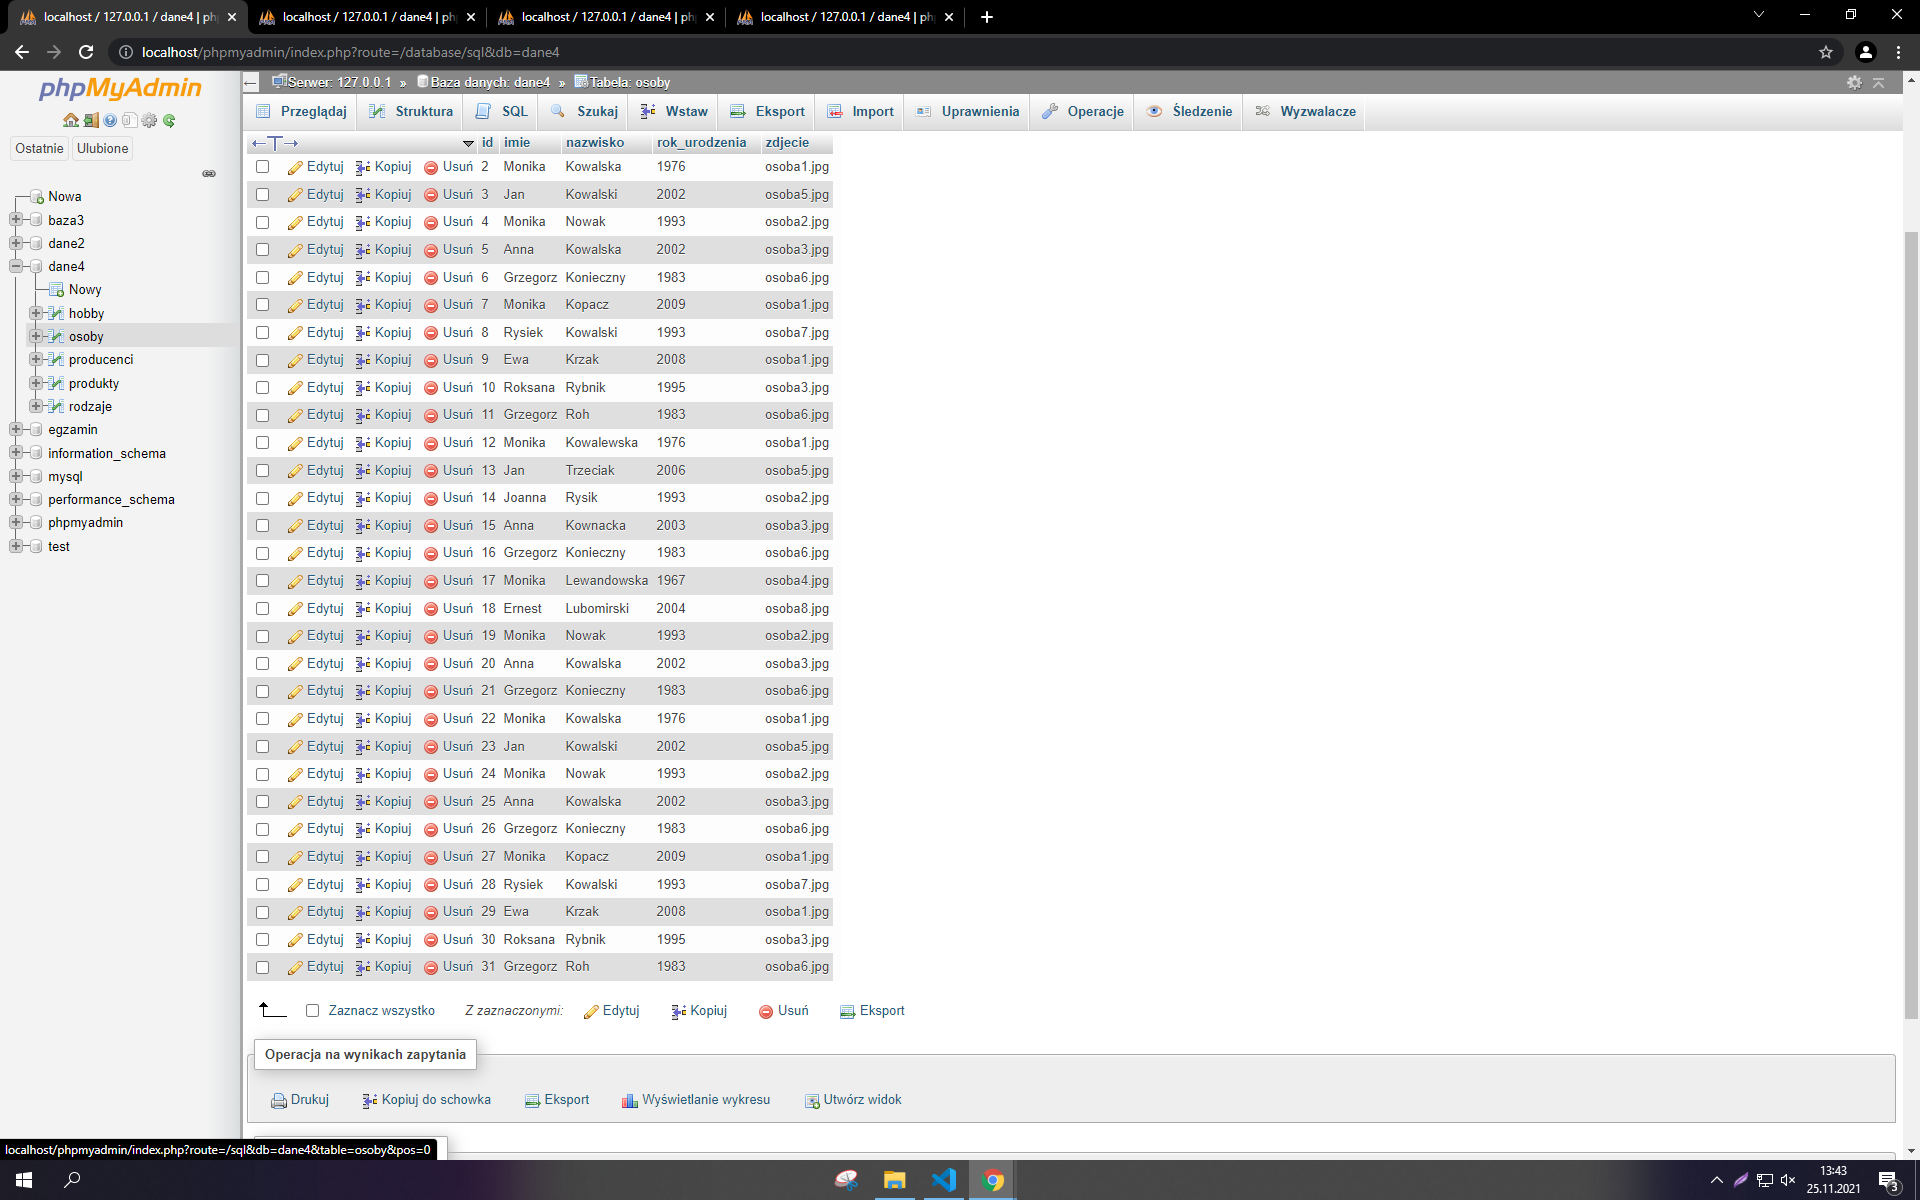 localhost / 127.0.0.1 / dane4 | php
localhost / 127.0.0.1 / dane4 | php
localhost / 127.0.0.1 / dane4 | php
localhost / 127.0.0.1 / dane4 | php
localhost/phpmyadmin/index.php?route=/database/sql&db=dane4
phpMyAdmin
Ostatnie Ulubione
Nowa
baza3
dane2
dane4
Nowy
hobby
osoby
producenci
produkty
rodzaje
egzamin
information_schema
mysql
performance_schema
phpmyadmin
test
Serwer: 127.0.0.1 » Baza danych: dane4 » Tabela: osoby
Przeglądaj Struktura SQL Szukaj Wstaw Eksport Import Uprawnienia Operacje Śledzenie Wyzwalacze
id imie nazwisko rok_urodzenia zdjecie
Edytuj Kopiuj Usuń 2 Monika Kowalska 1976 osoba1.jpg
Edytuj Kopiuj Usuń 3 Jan Kowalski 2002 osoba5.jpg
Edytuj Kopiuj Usuń 4 Monika Nowak 1993 osoba2.jpg
Edytuj Kopiuj Usuń 5 Anna Kowalska 2002 osoba3.jpg
Edytuj Kopiuj Usuń 6 Grzegorz Konieczny 1983 osoba6.jpg
Edytuj Kopiuj Usuń 7 Monika Kopacz 2009 osoba1.jpg
Edytuj Kopiuj Usuń 8 Rysiek Kowalski 1993 osoba7.jpg
Edytuj Kopiuj Usuń 9 Ewa Krzak 2008 osoba1.jpg
Edytuj Kopiuj Usuń 10 Roksana Rybnik 1995 osoba3.jpg
Edytuj Kopiuj Usuń 11 Grzegorz Roh 1983 osoba6.jpg
Edytuj Kopiuj Usuń 12 Monika Kowalewska 1976 osoba1.jpg
Edytuj Kopiuj Usuń 13 Jan Trzeciak 2006 osoba5.jpg
Edytuj Kopiuj Usuń 14 Joanna Rysik 1993 osoba2.jpg
Edytuj Kopiuj Usuń 15 Anna Kownacka 2003 osoba3.jpg
Edytuj Kopiuj Usuń 16 Grzegorz Konieczny 1983 osoba6.jpg
Edytuj Kopiuj Usuń 17 Monika Lewandowska 1967 osoba4.jpg
Edytuj Kopiuj Usuń 18 Ernest Lubomirski 2004 osoba8.jpg
Edytuj Kopiuj Usuń 19 Monika Nowak 1993 osoba2.jpg
Edytuj Kopiuj Usuń 20 Anna Kowalska 2002 osoba3.jpg
Edytuj Kopiuj Usuń 21 Grzegorz Konieczny 1983 osoba6.jpg
Edytuj Kopiuj Usuń 22 Monika Kowalska 1976 osoba1.jpg
Edytuj Kopiuj Usuń 23 Jan Kowalski 2002 osoba5.jpg
Edytuj Kopiuj Usuń 24 Monika Nowak 1993 osoba2.jpg
Edytuj Kopiuj Usuń 25 Anna Kowalska 2002 osoba3.jpg
Edytuj Kopiuj Usuń 26 Grzegorz Konieczny 1983 osoba6.jpg
Edytuj Kopiuj Usuń 27 Monika Kopacz 2009 osoba1.jpg
Edytuj Kopiuj Usuń 28 Rysiek Kowalski 1993 osoba7.jpg
Edytuj Kopiuj Usuń 29 Ewa Krzak 2008 osoba1.jpg
Edytuj Kopiuj Usuń 30 Roksana Rybnik 1995 osoba3.jpg
Edytuj Kopiuj Usuń 31 Grzegorz Roh 1983 osoba6.jpg
Zaznacz wszystko Z zaznaczonymi: Edytuj Kopiuj Usuń Eksport
Operacja na wynikach zapytania
Drukuj Kopiuj do schowka Eksport Wyświetlanie wykresu Utwórz widok
localhost/phpmyadmin/index.php?route=/sql&db=dane4&table=osoby&pos=0
13:43
25.11.2021
3